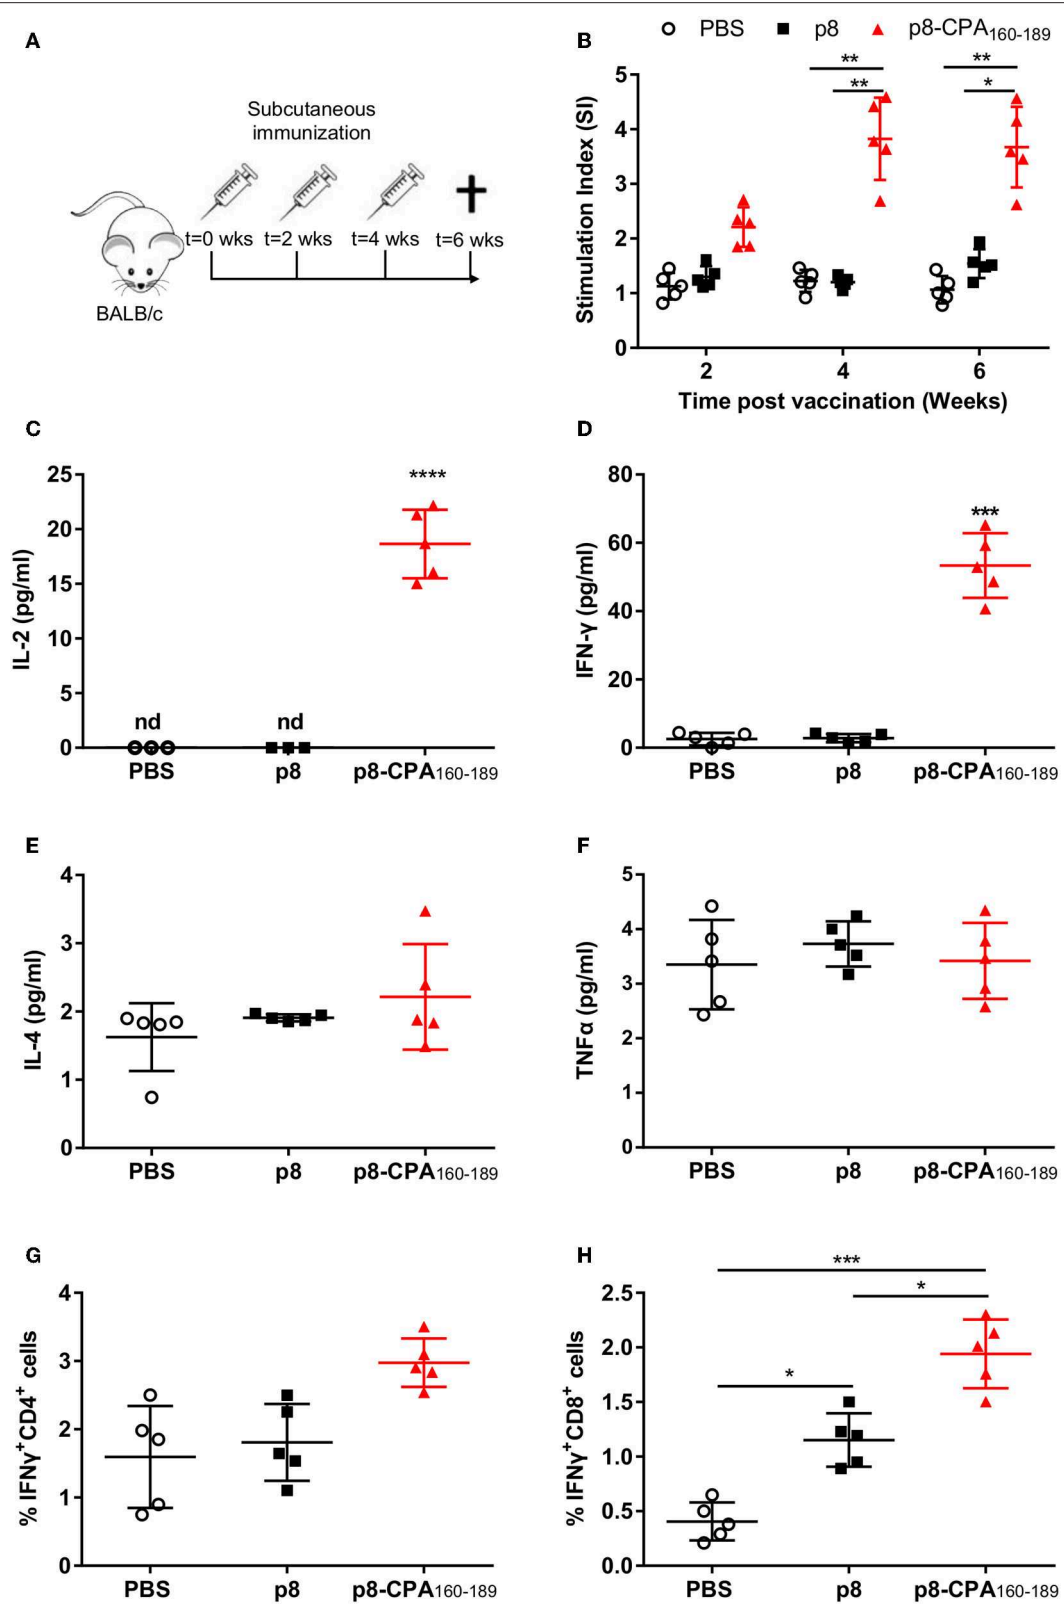 A
Subcutaneous
immunization
t=0 wks t=2 wks t=4 wks t=6 wks
BALB/c
B
PBS p8 p8-CPA160-189
** **
** *
Stimulation Index (SI)
5
4
3
2
1
0
2 4 6
Time post vaccination (Weeks)
C
IL-2 (pg/ml)
25
20
15
10
5
0
****
nd nd
PBS p8 p8-CPA160-189
D
IFN-γ (pg/ml)
80
60
40
20
0
***
PBS p8 p8-CPA160-189
E
IL-4 (pg/ml)
4
3
2
1
0
PBS p8 p8-CPA160-189
F
TNFα (pg/ml)
5
4
3
2
1
0
PBS p8 p8-CPA160-189
G
% IFNγ+CD4+ cells
4
3
2
1
0
PBS p8 p8-CPA160-189
H
% IFNγ+CD8+ cells
2.5
2.0
1.5
1.0
0.5
0.0
***
*
*
PBS p8 p8-CPA160-189